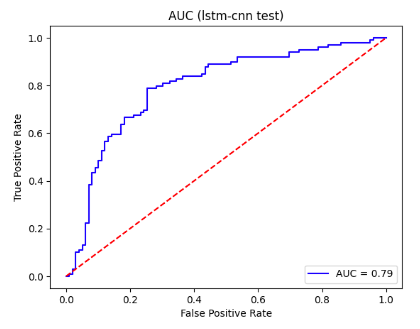 AUC (lstm-cnn test)
True Positive Rate
1.0
0.8
0.6
0.4
0.2
0.0
AUC = 0.79
0.0 0.2 0.4 0.6 0.8 1.0
False Positive Rate